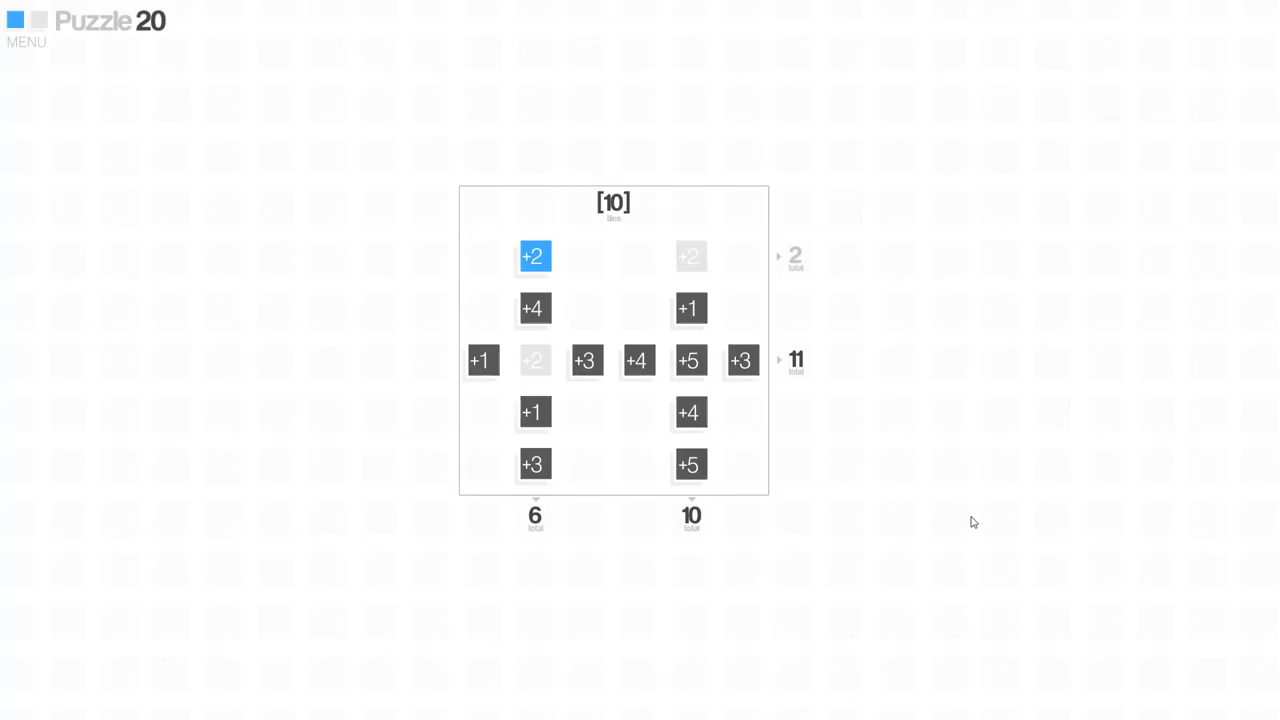 Puzzle 20
MENU
[10]
tiles
+2 +2 2
total
+4 +1
+1 +2 +3 +4 +5 +3 11
total
+1 +4
+3 +5
6 10
total total